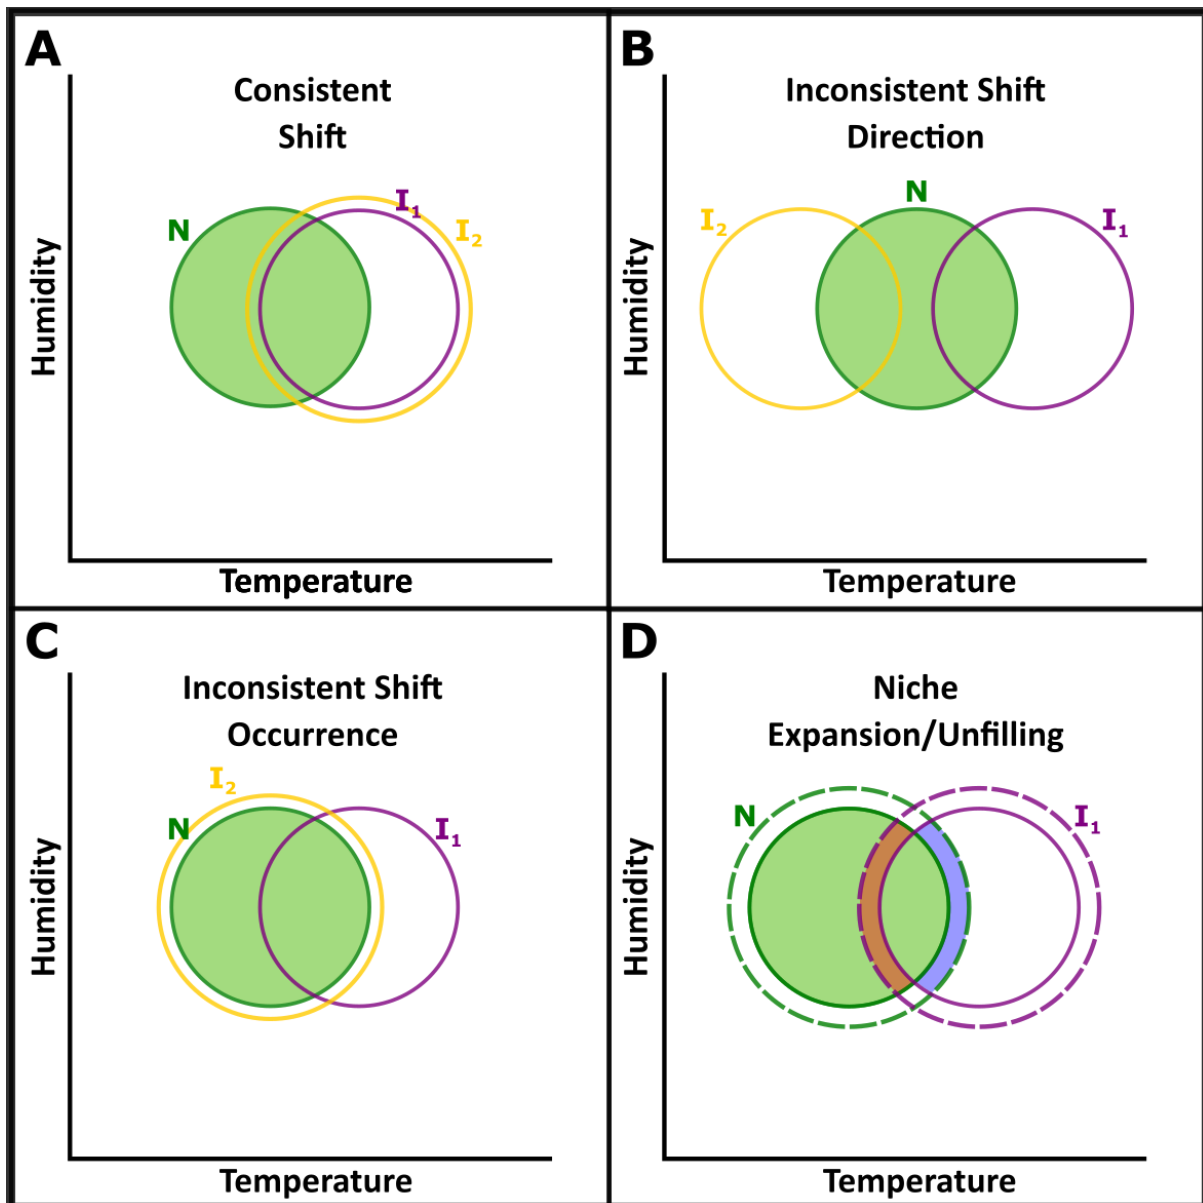 A
Consistent
Shift
N
I₁
I₂
Humidity
Temperature
B
Inconsistent Shift
Direction
N
I₂
I₁
Humidity
Temperature
C
Inconsistent Shift
Occurrence
I₂
N
I₁
Humidity
Temperature
D
Niche
Expansion/Unfilling
N
I₁
Humidity
Temperature